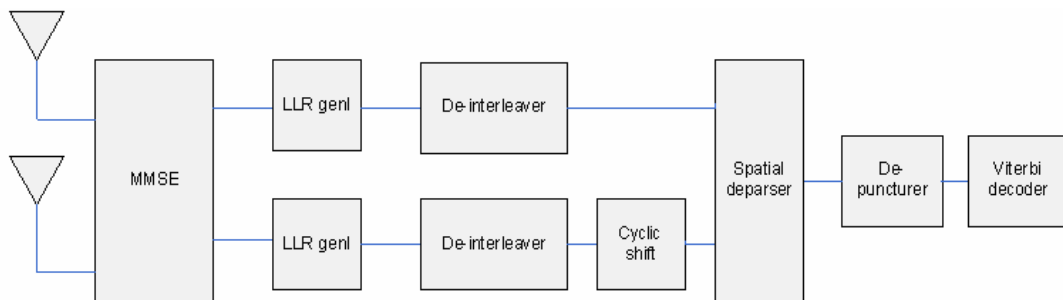 MMSE
LLR genl
De-interleaver
LLR genl
De-interleaver
Cyclic
shift
Spatial
deparser
De-
puncturer
Viterbi
decoder